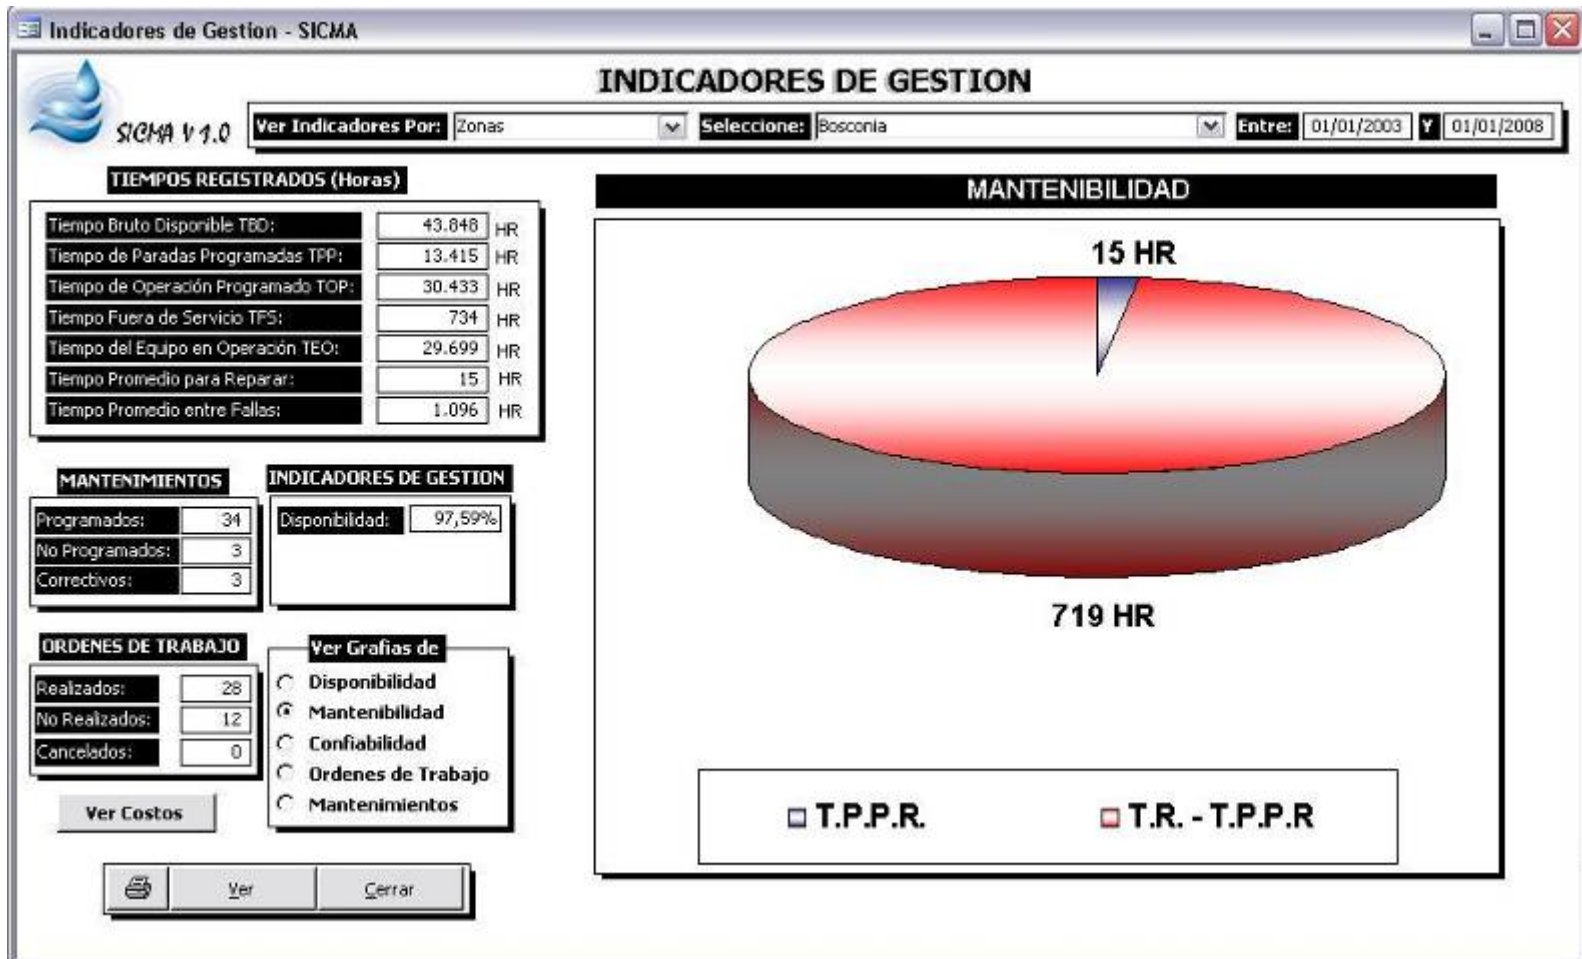 Indicadores de Gestion - SICMA
INDICADORES DE GESTION
SICMA V 1.0
Ver Indicadores Por: Zonas Seleccione: Bosconia Entre: 01/01/2003 Y 01/01/2008
TIEMPOS REGISTRADOS (Horas)
Tiempo Bruto Disponible TBD: 43.848 HR
Tiempo de Paradas Programadas TPP: 13.415 HR
Tiempo de Operación Programado TOP: 30.433 HR
Tiempo Fuera de Servicio TFS: 734 HR
Tiempo del Equipo en Operación TEO: 29.699 HR
Tiempo Promedio para Reparar: 15 HR
Tiempo Promedio entre Fallas: 1.096 HR
MANTENIMIENTOS
Programados: 34
No Programados: 3
Correctivos: 3
INDICADORES DE GESTION
Disponibilidad: 97,59%
ORDENES DE TRABAJO
Realizados: 28
No Realizados: 12
Cancelados: 0
Ver Grafias de
Disponibilidad
Mantenibilidad
Confiabilidad
Ordenes de Trabajo
Mantenimientos
Ver Costos
Ver Cerrar
MANTENIBILIDAD
15 HR
719 HR
T.P.P.R. T.R. - T.P.P.R